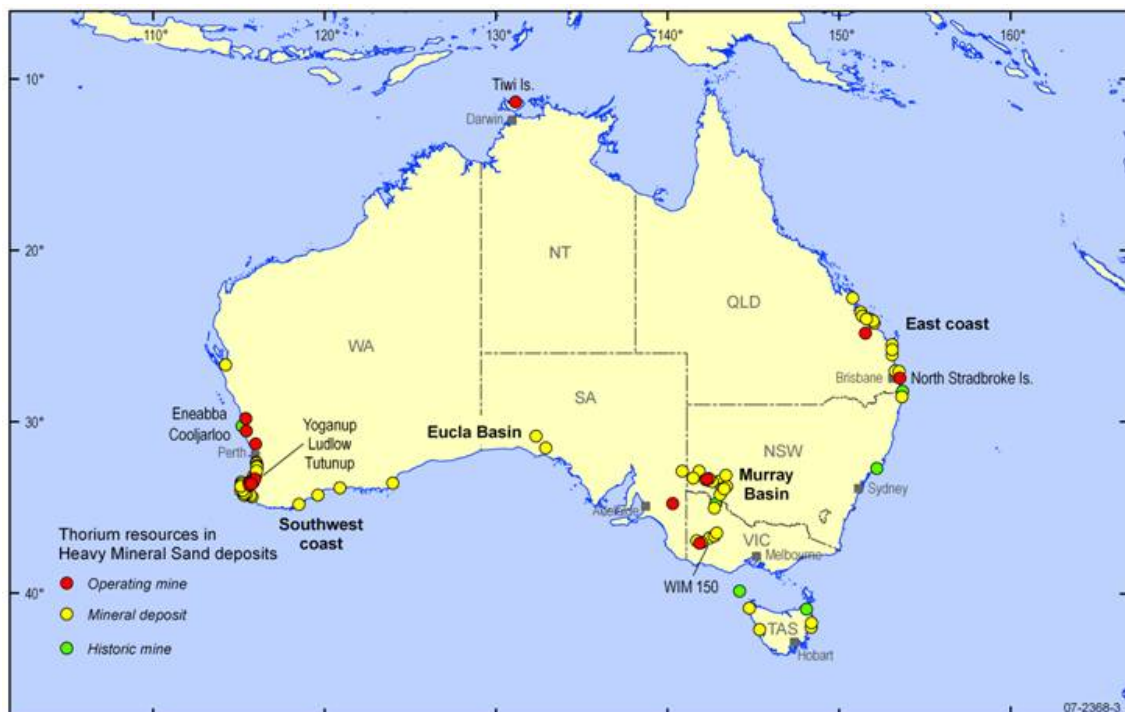 110°
120°
130°
140°
150°
160°
10°
Tiwi Is.
Darwin
20°
NT
QLD
WA
East coast
Brisbane
North Stradbroke Is.
SA
30°
Eneabba
Cooljarloo
Perth
Yoganup
Ludlow
Tutunup
Eucla Basin
NSW
Murray
Basin
Sydney
Adelaide
Southwest
coast
Thorium resources in
Heavy Mineral Sand deposits
Operating mine
Mineral deposit
Historic mine
VIC
Melbourne
WIM 150
40°
TAS
Hobart
07-2368-3